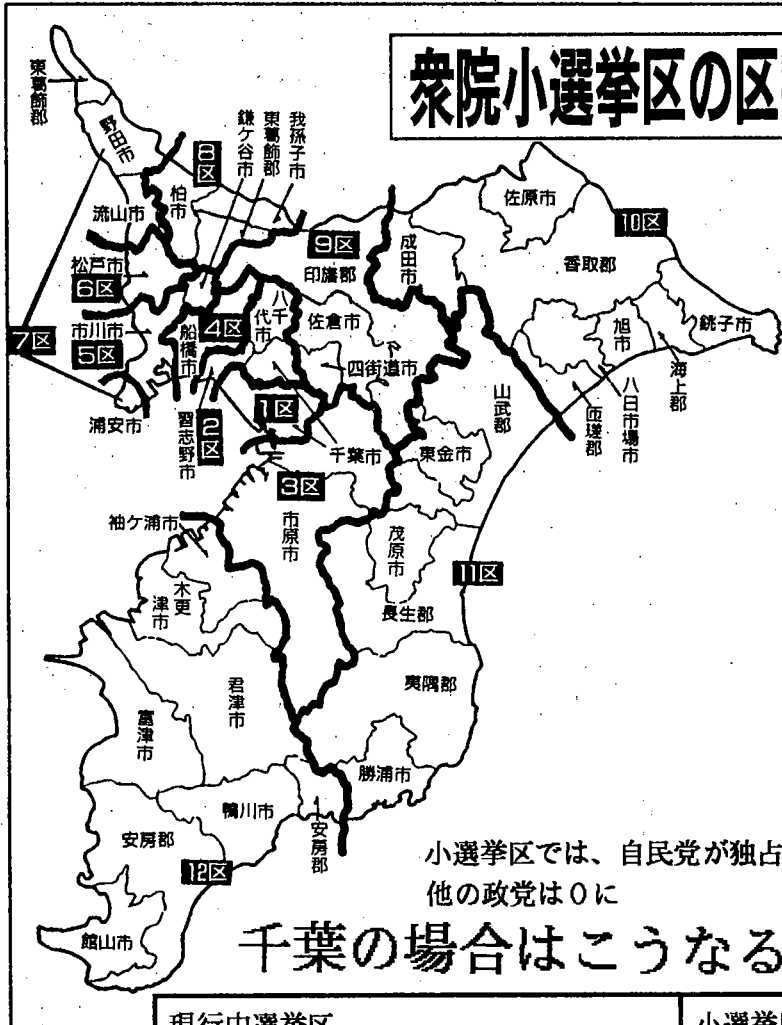 衆院小選挙区の区
東葛飾郡
野田市
流山市
柏市
8区
鎌ケ谷市
東葛飾郡
我孫子市
松戸市
6区
市川市
5区
7区
浦安市
船橋市
4区
習志野市
2区
八千代市
9区
印旛郡
佐倉市
四街道市
成田市
佐原市
10区
香取郡
銚子市
旭市
海上郡
八日市場市
匝瑳郡
山武郡
東金市
1区
千葉市
3区
市原市
袖ケ浦市
木更津市
茂原市
11区
長生郡
夷隅郡
君津市
富津市
勝浦市
鴨川市
安房郡
安房郡
12区
館山市
小選挙区では、自民党が独占
他の政党は0に
千葉の場合はこうなる
現行中選挙区
小選挙